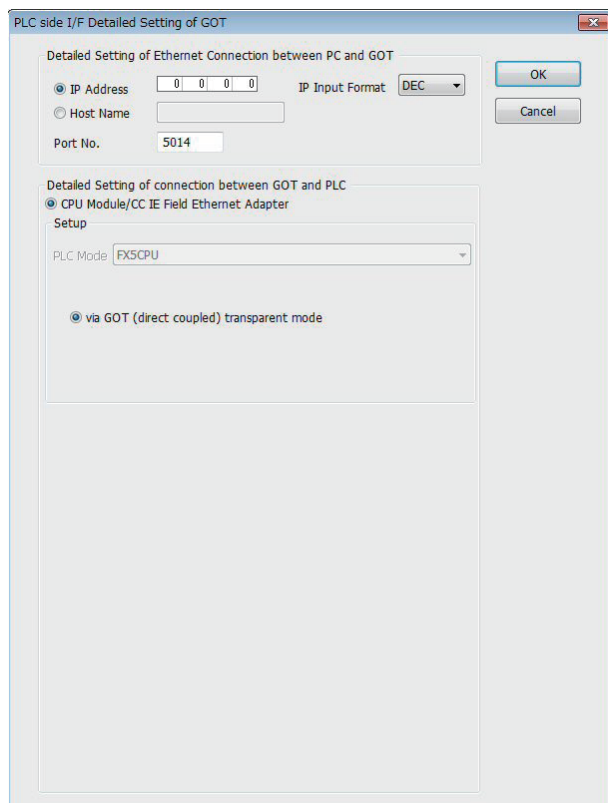 PLC side I/F Detailed Setting of GOT
Detailed Setting of Ethernet Connection between PC and GOT
IP Address 0 0 0 0 IP Input Format DEC
OK
Host Name
Cancel
Port No. 5014
Detailed Setting of connection between GOT and PLC
CPU Module/CC IE Field Ethernet Adapter
Setup
PLC Mode FX5CPU
via GOT (direct coupled) transparent mode